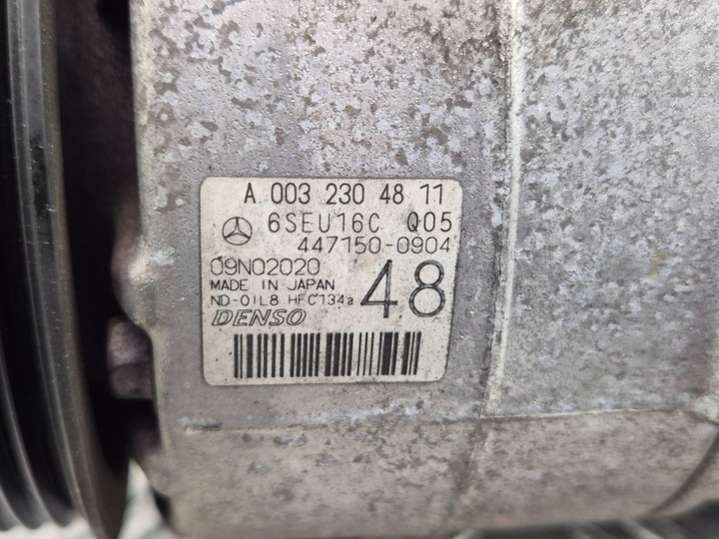 A 003 230 48 11
6SEU16C Q05
447150-0904
09N02020
MADE IN JAPAN
ND-OIL8 HFC134a
48
DENSO